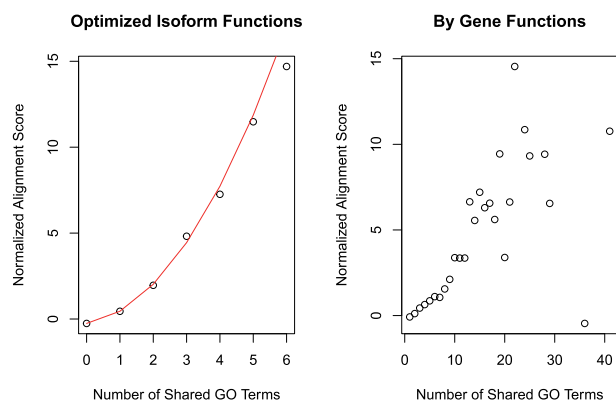 Optimized Isoform Functions
Normalized Alignment Score
15
10
5
0
0 1 2 3 4 5 6
Number of Shared GO Terms
By Gene Functions
Normalized Alignment Score
15
10
5
0
0 10 20 30 40
Number of Shared GO Terms